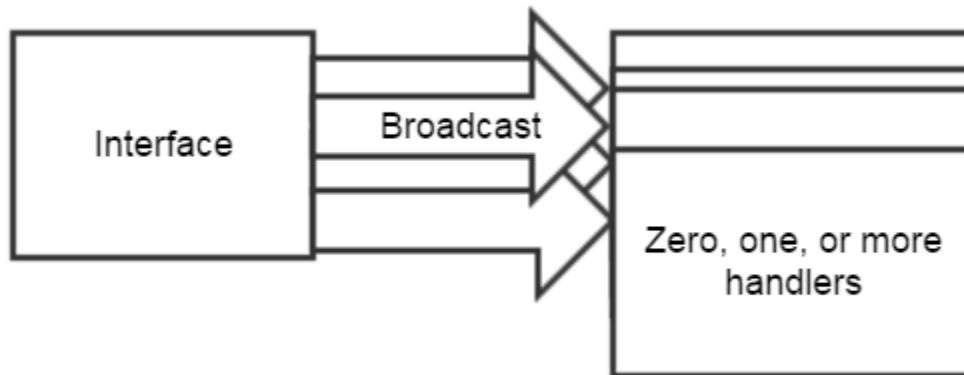 Interface
Broadcast
Zero, one, or more
handlers